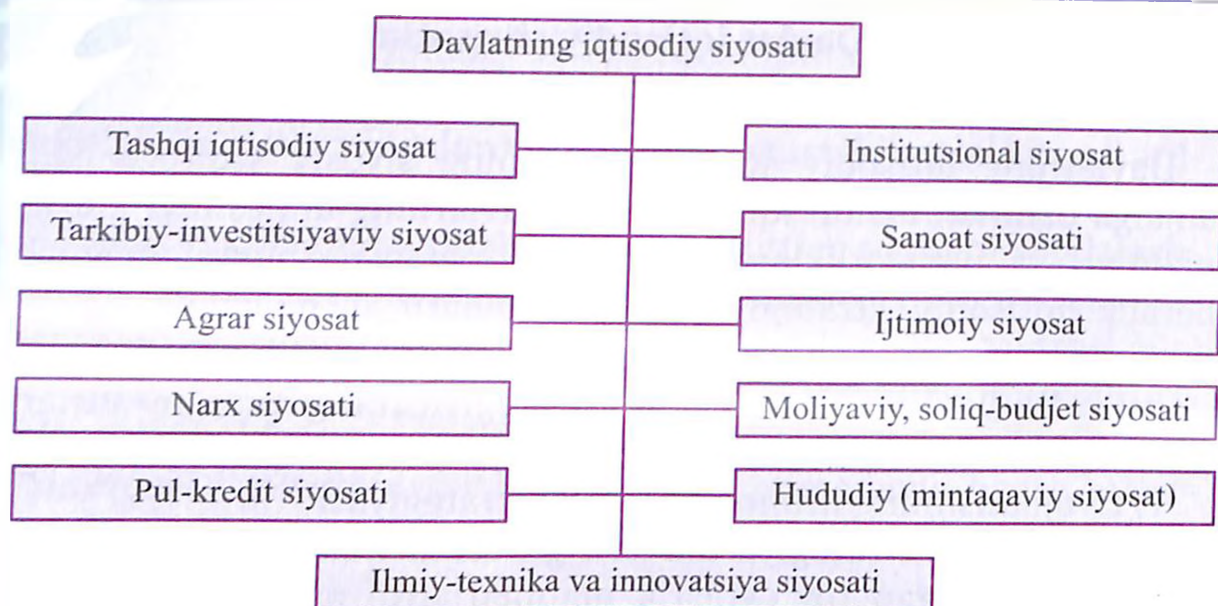 Davlatning iqtisodiy siyosati
Tashqi iqtisodiy siyosat
Institutsional siyosat
Tarkibiy-investitsiyaviy siyosat
Sanoat siyosati
Agrar siyosat
Ijtimoiy siyosat
Narx siyosati
Moliyaviy, soliq-budjet siyosati
Pul-kredit siyosati
Hududiy (mintaqaviy siyosat)
Ilmiy-texnika va innovatsiya siyosati